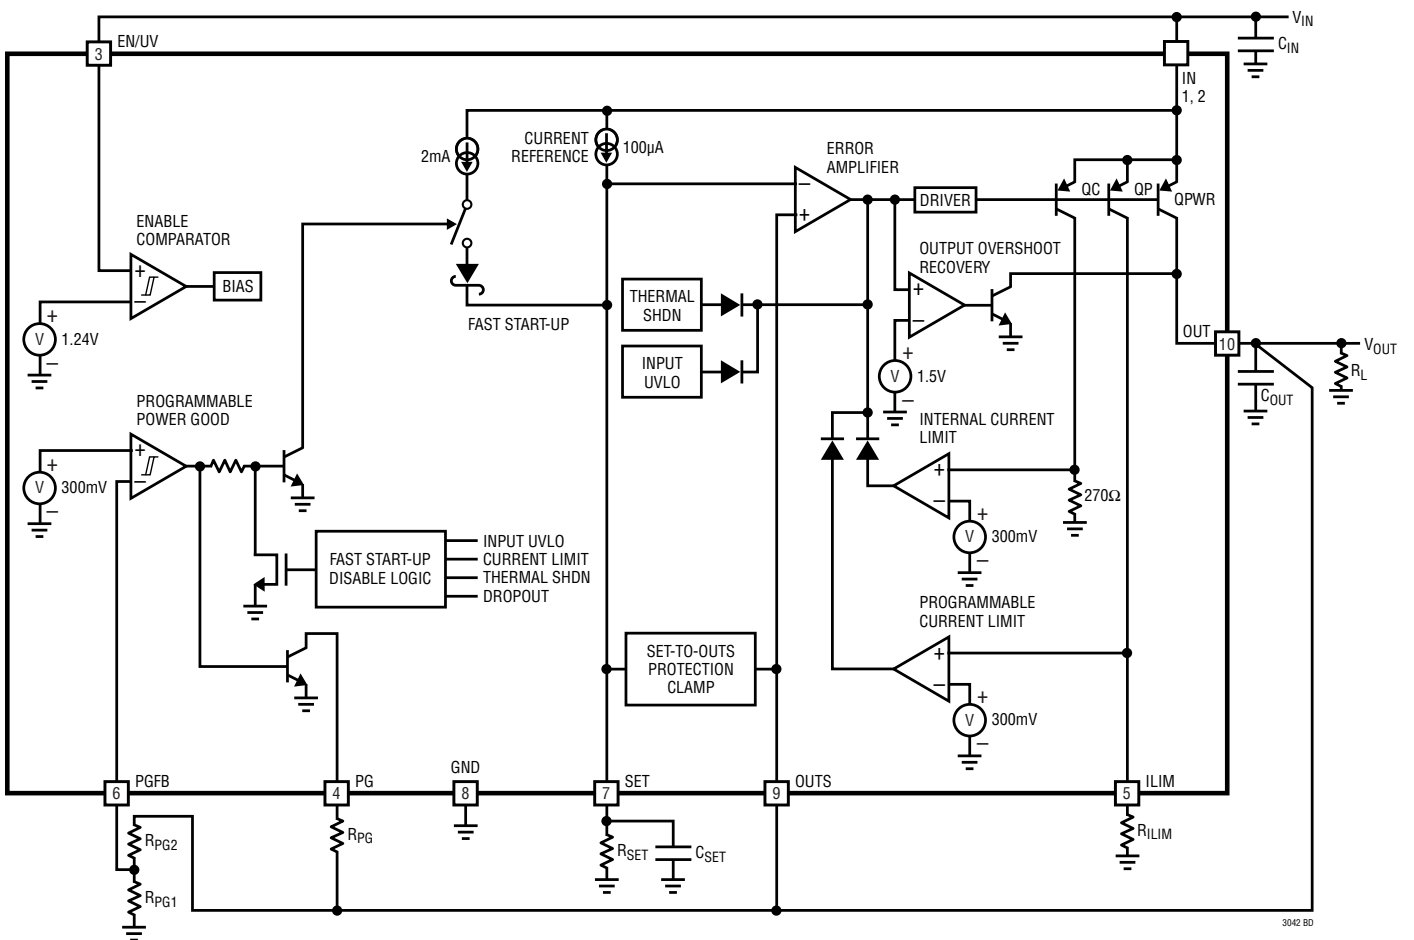 VIN
CIN
3
EN/UV
IN
1, 2
2mA
CURRENT
REFERENCE
100µA
ERROR
AMPLIFIER
–
+
DRIVER
QC
QP
QPWR
ENABLE
COMPARATOR
+
–
BIAS
+
V
–
1.24V
FAST START-UP
THERMAL
SHDN
INPUT
UVLO
OUTPUT OVERSHOOT
RECOVERY
+
–
+
V
–
1.5V
OUT
10
VOUT
COUT
RL
PROGRAMMABLE
POWER GOOD
+
–
+
V
–
300mV
INTERNAL CURRENT
LIMIT
+
–
270Ω
+
V
–
300mV
FAST START-UP
DISABLE LOGIC
INPUT UVLO
CURRENT LIMIT
THERMAL SHDN
DROPOUT
PROGRAMMABLE
CURRENT LIMIT
+
–
+
V
–
300mV
SET-TO-OUTS
PROTECTION
CLAMP
6
PGFB
4
PG
GND
8
7
SET
9
OUTS
5
ILIM
RPG2
RPG1
RPG
RSET
CSET
RILIM
3042 BD